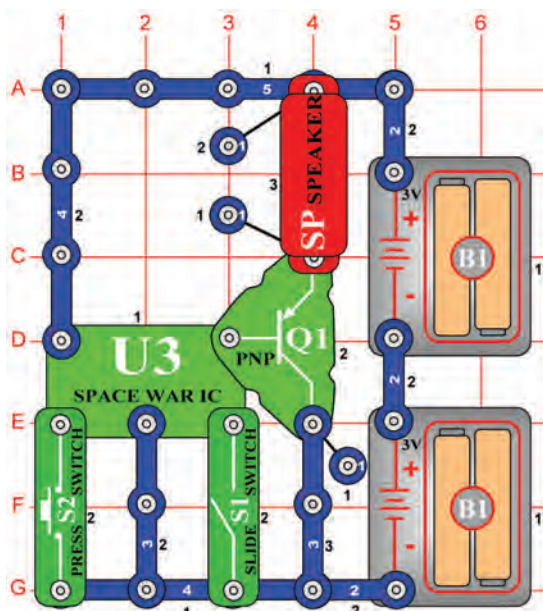 1 2 3 4 5 6
A
1
5
2
2
2 1
B
SPEAKER
3
SP
3V
+
B1
1
4
2
1 1
-
C
D
1
U3
SPACE WAR IC
PNP
Q1
2
2
2
E
3V
+
B1
1
1
1
-
F
S2
PRESS SWITCH
2
3
2
S1
SLIDE SWITCH
2
3
3
G
4
1
2
2